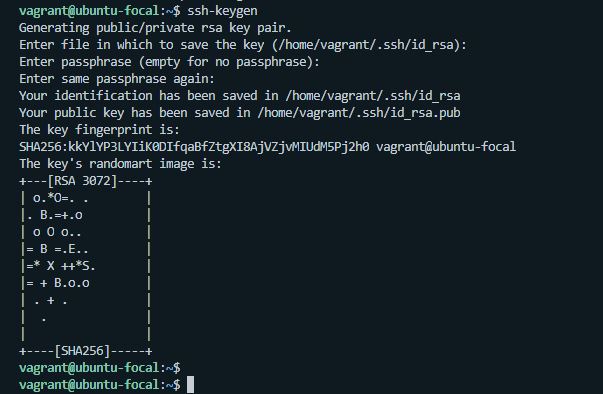 vagrant@ubuntu-focal:~$ ssh-keygen
Generating public/private rsa key pair.
Enter file in which to save the key (/home/vagrant/.ssh/id_rsa):
Enter passphrase (empty for no passphrase):
Enter same passphrase again:
Your identification has been saved in /home/vagrant/.ssh/id_rsa
Your public key has been saved in /home/vagrant/.ssh/id_rsa.pub
The key fingerprint is:
SHA256:kkYlYP3LYIiK0DIfqaBfZtgXI8AjVZjvMIUdM5Pj2h0 vagrant@ubuntu-focal
The key's randomart image is:
+---[RSA 3072]----+
| o.*O=. .        |
|. B.=+.o         |
| o O o..         |
|= B =.E..        |
|=* X ++*S.       |
|= + B.o.o        |
| . + .           |
|  .              |
|                 |
+----[SHA256]-----+
vagrant@ubuntu-focal:~$
vagrant@ubuntu-focal:~$